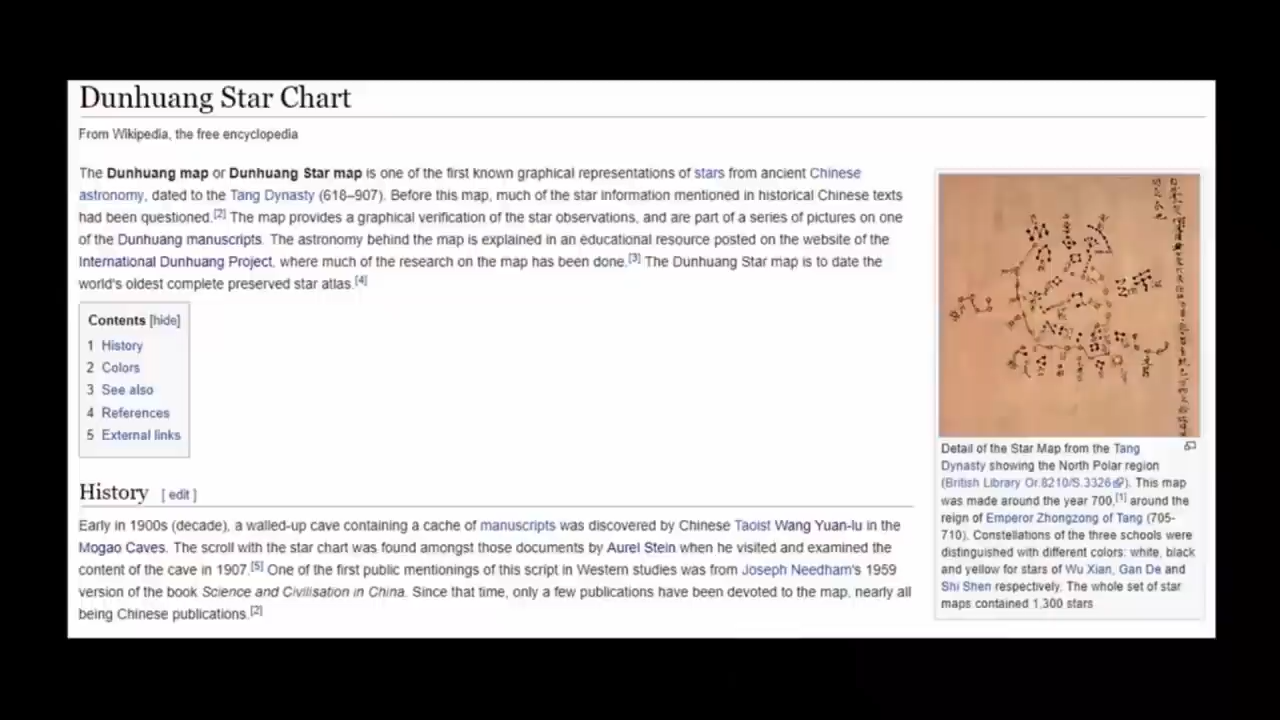 Dunhuang Star Chart
From Wikipedia, the free encyclopedia
The Dunhuang map or Dunhuang Star map is one of the first known graphical representations of stars from ancient Chinese
astronomy, dated to the Tang Dynasty (618–907). Before this map, much of the star information mentioned in historical Chinese texts
had been questioned.[2] The map provides a graphical verification of the star observations, and are part of a series of pictures on one
of the Dunhuang manuscripts. The astronomy behind the map is explained in an educational resource posted on the website of the
International Dunhuang Project, where much of the research on the map has been done.[3] The Dunhuang Star map is to date the
world's oldest complete preserved star atlas.[4]
Contents [hide]
1 History
2 Colors
3 See also
4 References
5 External links
History [ edit ]
Early in 1900s (decade), a walled-up cave containing a cache of manuscripts was discovered by Chinese Taoist Wang Yuan-lu in the
Mogao Caves. The scroll with the star chart was found amongst those documents by Aurel Stein when he visited and examined the
content of the cave in 1907.[5] One of the first public mentionings of this script in Western studies was from Joseph Needham's 1959
version of the book Science and Civilisation in China. Since that time, only a few publications have been devoted to the map, nearly all
being Chinese publications.[2]
Detail of the Star Map from the Tang
Dynasty showing the North Polar region
(British Library Or.8210/S.3326). This map
was made around the year 700,[1] around the
reign of Emperor Zhongzong of Tang (705-
710). Constellations of the three schools were
distinguished with different colors: white, black
and yellow for stars of Wu Xian, Gan De and
Shi Shen respectively. The whole set of star
maps contained 1,300 stars